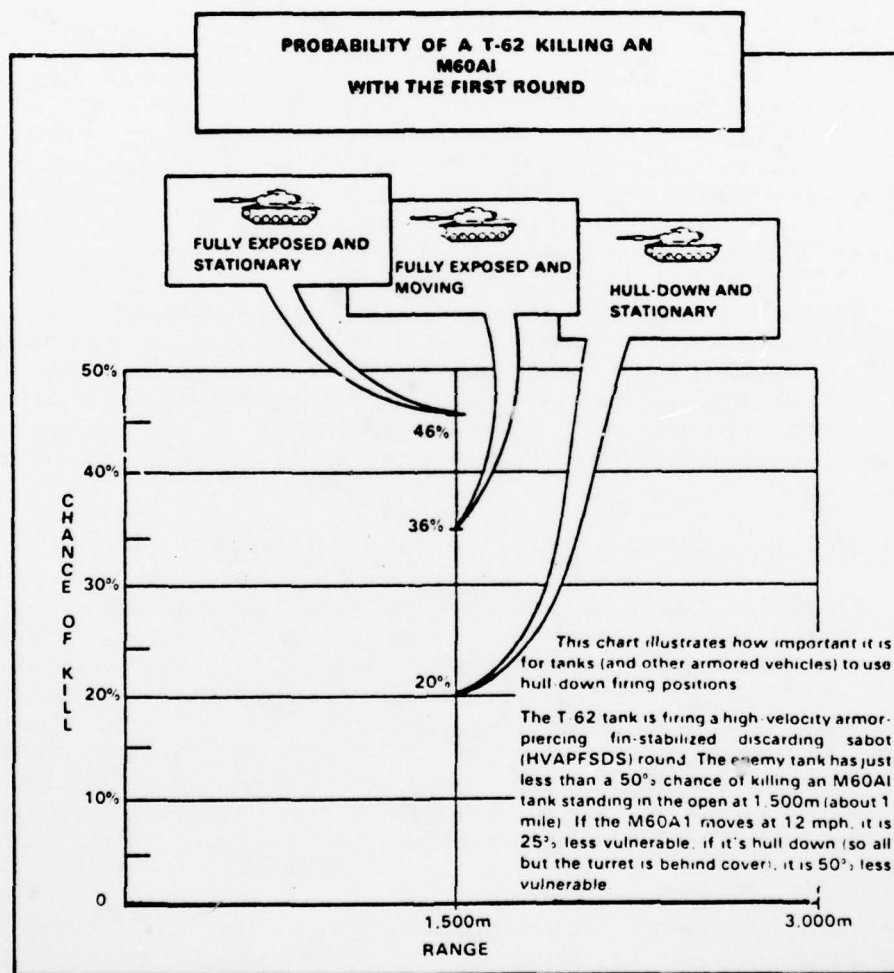 PROBABILITY OF A T-62 KILLING AN
M60AI
WITH THE FIRST ROUND
FULLY EXPOSED AND
STATIONARY
FULLY EXPOSED AND
MOVING
HULL-DOWN AND
STATIONARY
50%
46%
40%
36%
30%
20%
20%
10%
0
CHANCE OF KILL
This chart illustrates how important it is
for tanks (and other armored vehicles) to use
hull down firing positions
The T-62 tank is firing a high-velocity armor-
piercing fin-stabilized discarding sabot
(HVAPFSDS) round. The enemy tank has just
less than a 50% chance of killing an M60AI
tank standing in the open at 1,500m (about 1
mile). If the M60A1 moves at 12 mph, it is
25% less vulnerable, if it's hull down (so all
but the turret is behind cover), it is 50% less
vulnerable
1,500m
3,000m
RANGE